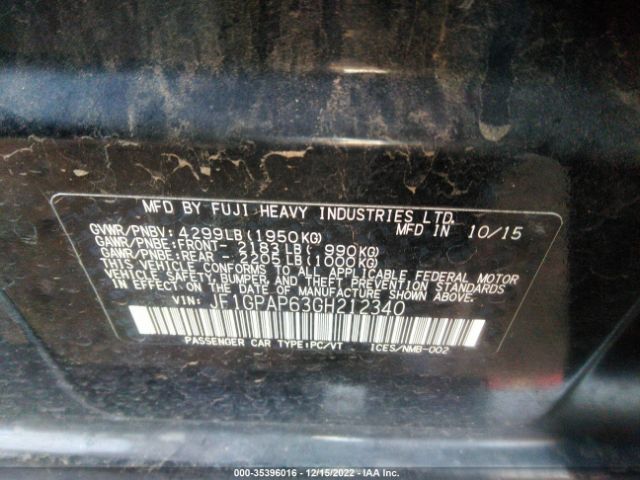 MFD BY FUJI HEAVY INDUSTRIES LTD.
GVWR/PNBV: 4299LB (1950KG) MFD IN 10/15
GAWR/PNBE: FRONT - 2183LB ( 990KG)
GAWR/PNBE: REAR - 2205LB (1000KG)
THIS VEHICLE CONFORMS TO ALL APPLICABLE FEDERAL MOTOR
VEHICLE SAFETY, BUMPER AND THEFT PREVENTION STANDARDS
IN EFFECT ON THE DATE OF MANUFACTURE SHOWN ABOVE.
VIN: JF1GPAP63GH212340
PASSENGER CAR TYPE: PC/VT ICES/NMB-002
000-35396016 - 12/15/2022 - IAA Inc.